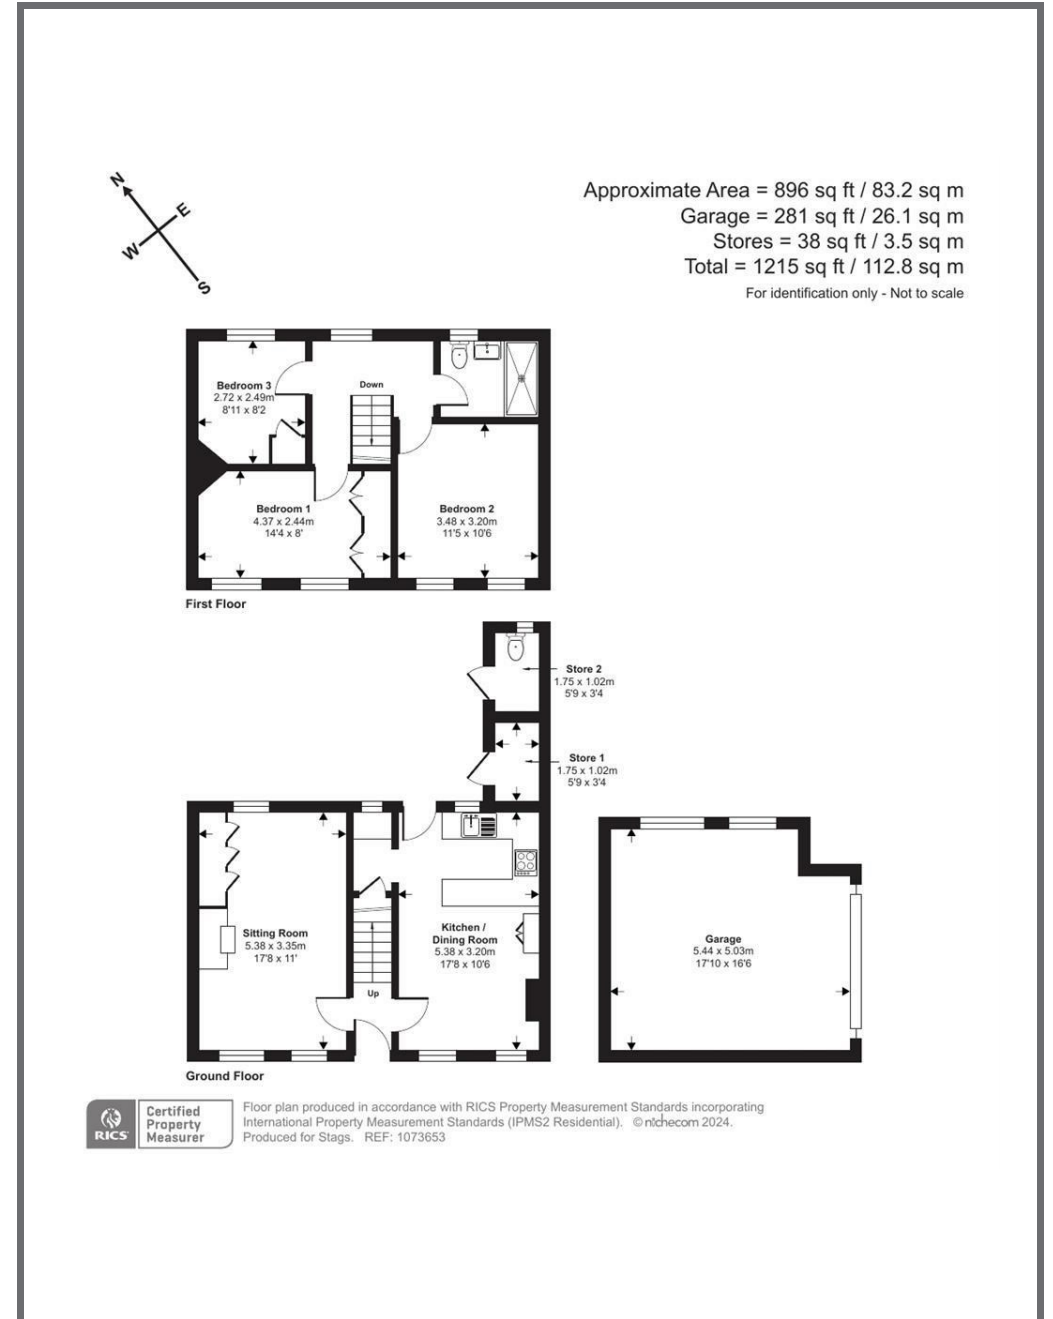 N
E
W
S
Approximate Area = 896 sq ft / 83.2 sq m
Garage = 281 sq ft / 26.1 sq m
Stores = 38 sq ft / 3.5 sq m
Total = 1215 sq ft / 112.8 sq m
For identification only - Not to scale
Bedroom 3
2.72 x 2.49m
8'11 x 8'2
Down
Bedroom 1
4.37 x 2.44m
14'4 x 8'
Bedroom 2
3.48 x 3.20m
11'5 x 10'6
First Floor
Store 2
1.75 x 1.02m
5'9 x 3'4
Store 1
1.75 x 1.02m
5'9 x 3'4
Sitting Room
5.38 x 3.35m
17'8 x 11'
Up
Kitchen /
Dining Room
5.38 x 3.20m
17'8 x 10'6
Garage
5.44 x 5.03m
17'10 x 16'6
Ground Floor
RICS
Certified
Property
Measurer
Floor plan produced in accordance with RICS Property Measurement Standards incorporating
International Property Measurement Standards (IPMS2 Residential). © nichecom 2024.
Produced for Stags. REF: 1073653